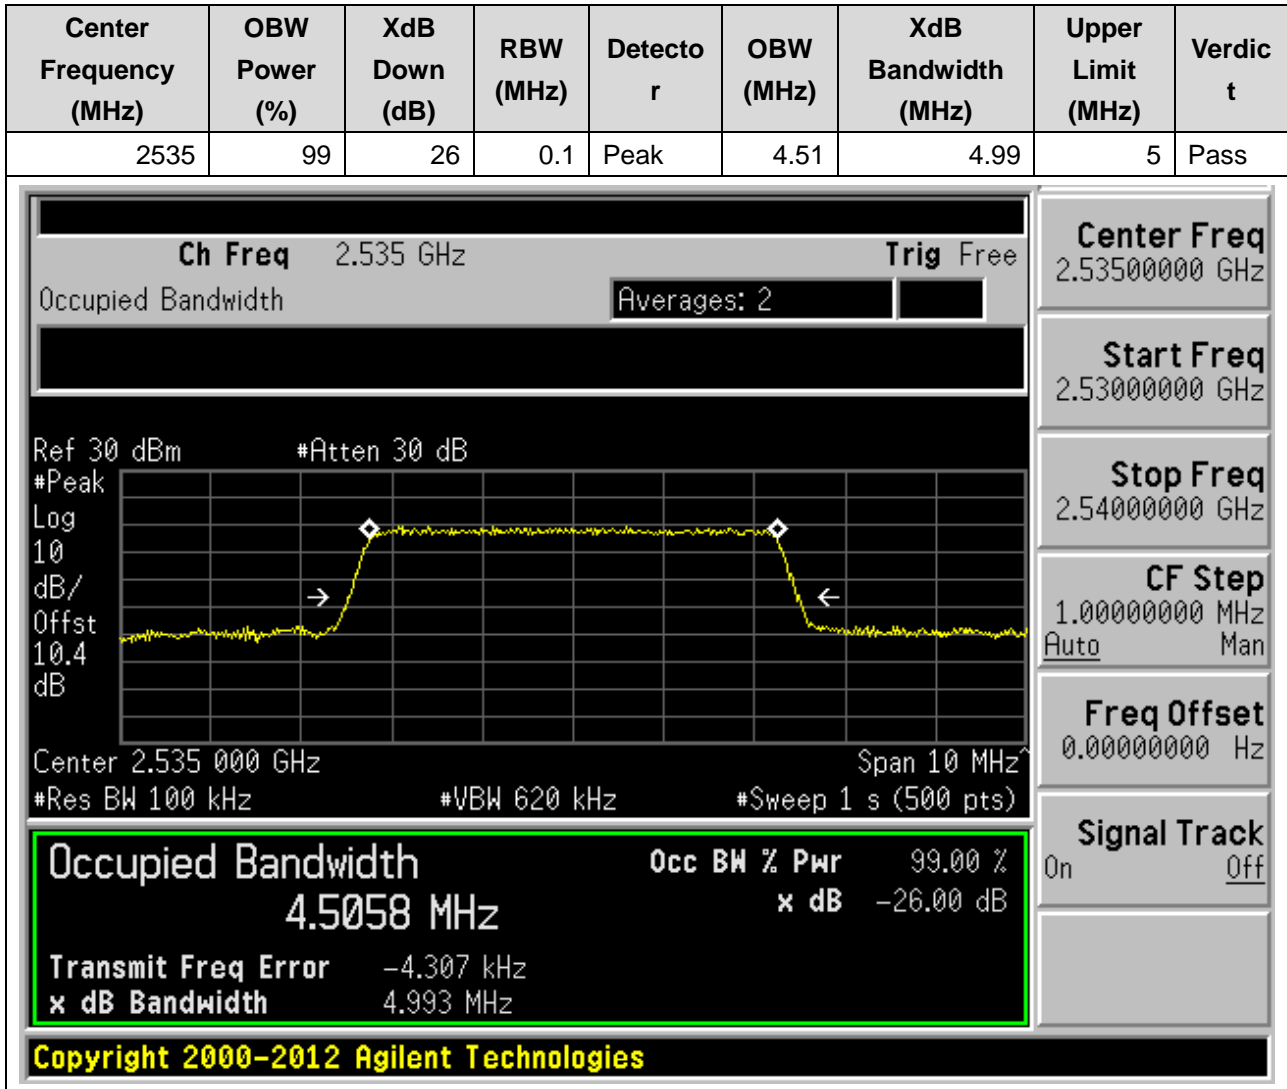 Center Frequency (MHz) OBW Power (%) XdB Down (dB) RBW (MHz) Detecto r OBW (MHz) XdB Bandwidth (MHz) Upper Limit (MHz) Verdic t
2535 99 26 0.1 Peak 4.51 4.99 5 Pass
Ch Freq 2.535 GHz Trig Free
Occupied Bandwidth Averages: 2
Ref 30 dBm #Atten 30 dB
#Peak
Log
10
dB/
Offst
10.4
dB
Center 2.535 000 GHz Span 10 MHz^
#Res BW 100 kHz #VBW 620 kHz #Sweep 1 s (500 pts)
Occupied Bandwidth Occ BW % Pwr 99.00 %
4.5058 MHz x dB -26.00 dB
Transmit Freq Error -4.307 kHz
x dB Bandwidth 4.993 MHz
Copyright 2000-2012 Agilent Technologies
Center Freq
2.53500000 GHz
Start Freq
2.53000000 GHz
Stop Freq
2.54000000 GHz
CF Step
1.00000000 MHz
Auto Man
Freq Offset
0.00000000 Hz
Signal Track
On Off